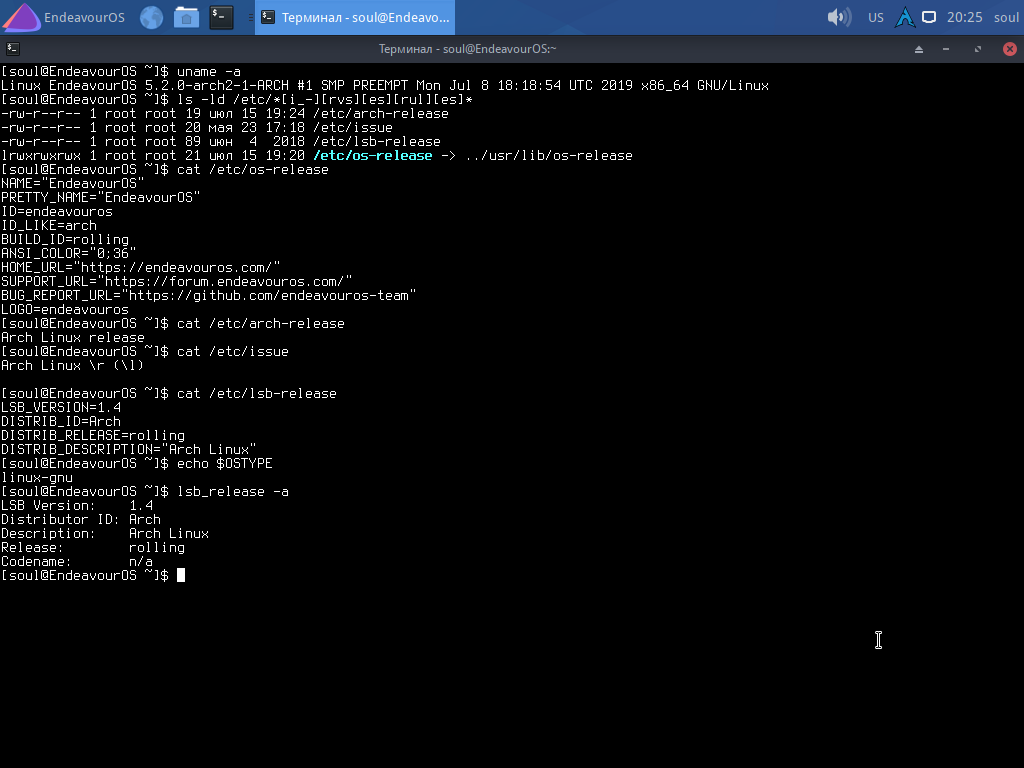 EndeavourOS
Терминал - soul@Endeavo...
US
20:25
soul
Терминал - soul@EndeavourOS:~
[soul@EndeavourOS ~]$ uname -a
Linux EndeavourOS 5.2.0-arch2-1-ARCH #1 SMP PREEMPT Mon Jul 8 18:18:54 UTC 2019 x86_64 GNU/Linux
[soul@EndeavourOS ~]$ ls -ld /etc/*[i_-][rvs][es][rul][es]*
-rw-r--r-- 1 root root 19 июл 15 19:24 /etc/arch-release
-rw-r--r-- 1 root root 20 мая 23 17:18 /etc/issue
-rw-r--r-- 1 root root 89 июн  4  2018 /etc/lsb-release
lrwxrwxrwx 1 root root 21 июл 15 19:20 /etc/os-release -> ../usr/lib/os-release
[soul@EndeavourOS ~]$ cat /etc/os-release
NAME="EndeavourOS"
PRETTY_NAME="EndeavourOS"
ID=endeavouros
ID_LIKE=arch
BUILD_ID=rolling
ANSI_COLOR="0;36"
HOME_URL="https://endeavouros.com/"
SUPPORT_URL="https://forum.endeavouros.com/"
BUG_REPORT_URL="https://github.com/endeavouros-team"
LOGO=endeavouros
[soul@EndeavourOS ~]$ cat /etc/arch-release
Arch Linux release
[soul@EndeavourOS ~]$ cat /etc/issue
Arch Linux \r (\l)
[soul@EndeavourOS ~]$ cat /etc/lsb-release
LSB_VERSION=1.4
DISTRIB_ID=Arch
DISTRIB_RELEASE=rolling
DISTRIB_DESCRIPTION="Arch Linux"
[soul@EndeavourOS ~]$ echo $OSTYPE
linux-gnu
[soul@EndeavourOS ~]$ lsb_release -a
LSB Version:    1.4
Distributor ID: Arch
Description:    Arch Linux
Release:        rolling
Codename:       n/a
[soul@EndeavourOS ~]$